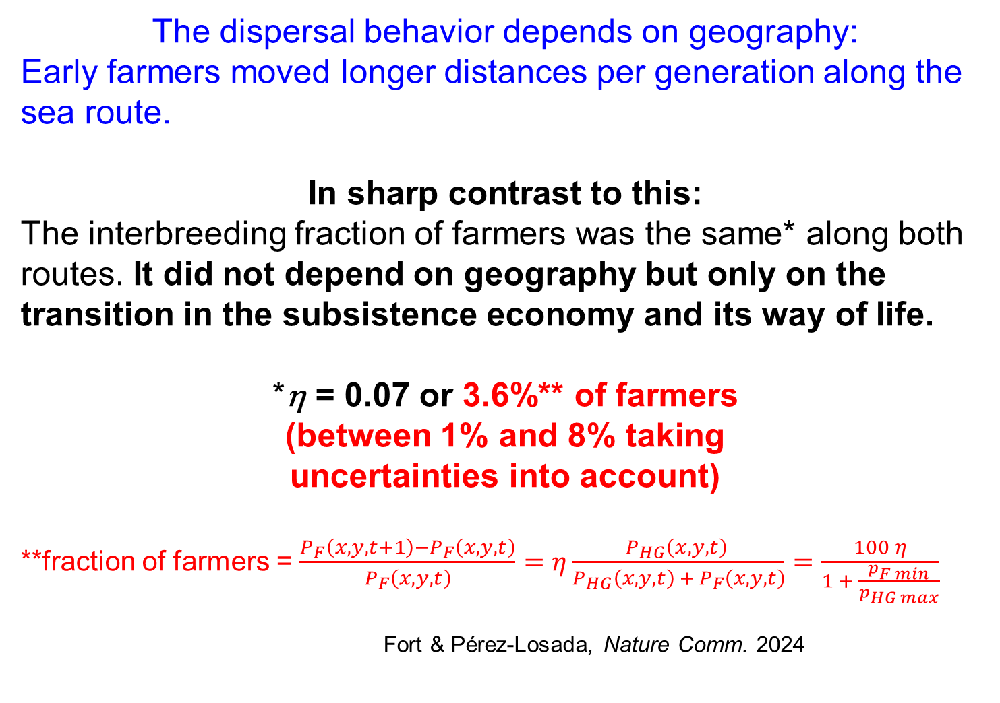 The dispersal behavior depends on geography:
Early farmers moved longer distances per generation along the
sea route.
In sharp contrast to this:
The interbreeding fraction of farmers was the same* along both
routes. It did not depend on geography but only on the
transition in the subsistence economy and its way of life.
*η = 0.07 or 3.6%** of farmers
(between 1% and 8% taking
uncertainties into account)
**fraction of farmers = \frac{P_F(x,y,t+1)−P_F(x,y,t)}{P_F(x,y,t)} = η \frac{P_{HG}(x,y,t)}{P_{HG}(x,y,t) + P_F(x,y,t)} = \frac{100 η}{1 + \frac{p_{F min}}{p_{HG max}}}
Fort & Pérez-Losada, Nature Comm. 2024